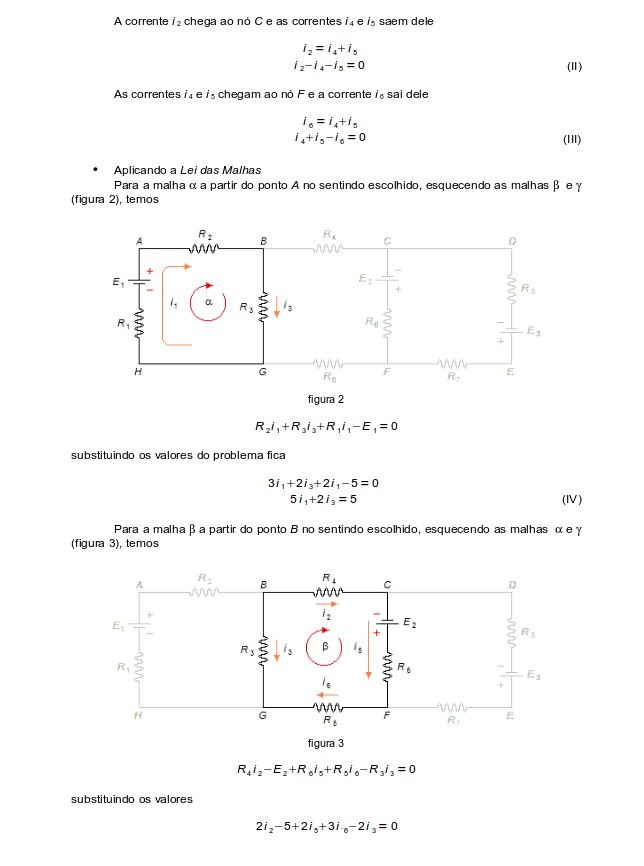 A corrente i₂ chega ao nó C e as correntes i₄ e i₅ saem dele
i₂ = i₄+i₅
i₂−i₄−i₅ = 0 (II)
As correntes i₄ e i₅ chegam ao nó F e a corrente i₆ sai dele
i₆ = i₄+i₅
i₄+i₅−i₆ = 0 (III)
• Aplicando a Lei das Malhas
Para a malha α a partir do ponto A no sentido escolhido, esquecendo as malhas β e γ
(figura 2), temos
A R₂ B R₄ C D
E₁ + − i₁ α R₃ i₃ E₂ − + R₈
R₁ R₆ − + E₃
H G R₅ F R₇ E
figura 2
R₂i₁+R₃i₃+R₁i₁−E₁ = 0
substituindo os valores do problema fica
3i₁+2i₃+2i₁−5 = 0
5i₁+2i₃ = 5 (IV)
Para a malha β a partir do ponto B no sentido escolhido, esquecendo as malhas α e γ
(figura 3), temos
A R₂ B R₄ C D
E₁ + − i₂ − + E₂ R₈
R₁ R₃ i₃ β i₅ R₆ − + E₃
i₆
H G R₅ F R₇ E
figura 3
R₄i₂−E₂+R₆i₅+R₅i₆−R₃i₃ = 0
substituindo os valores
2i₂−5+2i₅+3i·₆−2i₃ = 0